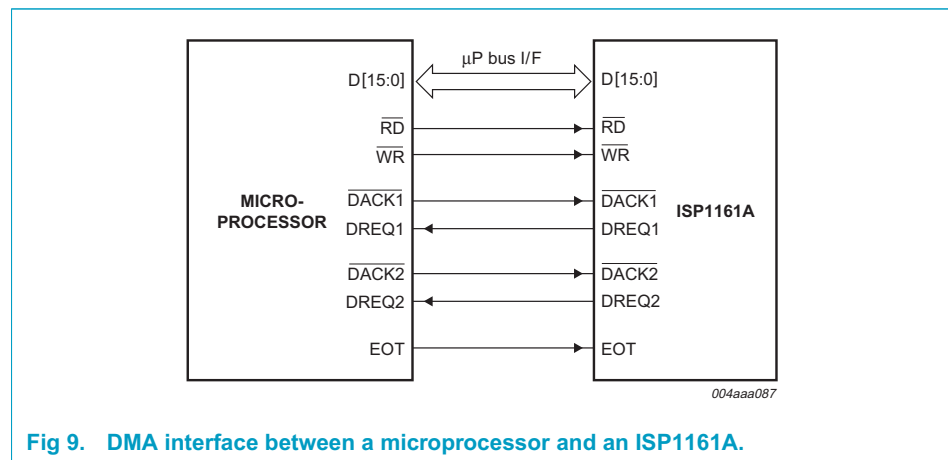 μP bus I/F
D[15:0] D[15:0]
RD RD
WR WR
DACK1 DACK1
MICRO-
PROCESSOR
ISP1161A
DREQ1 DREQ1
DACK2 DACK2
DREQ2 DREQ2
EOT EOT
004aaa087
Fig 9. DMA interface between a microprocessor and an ISP1161A.